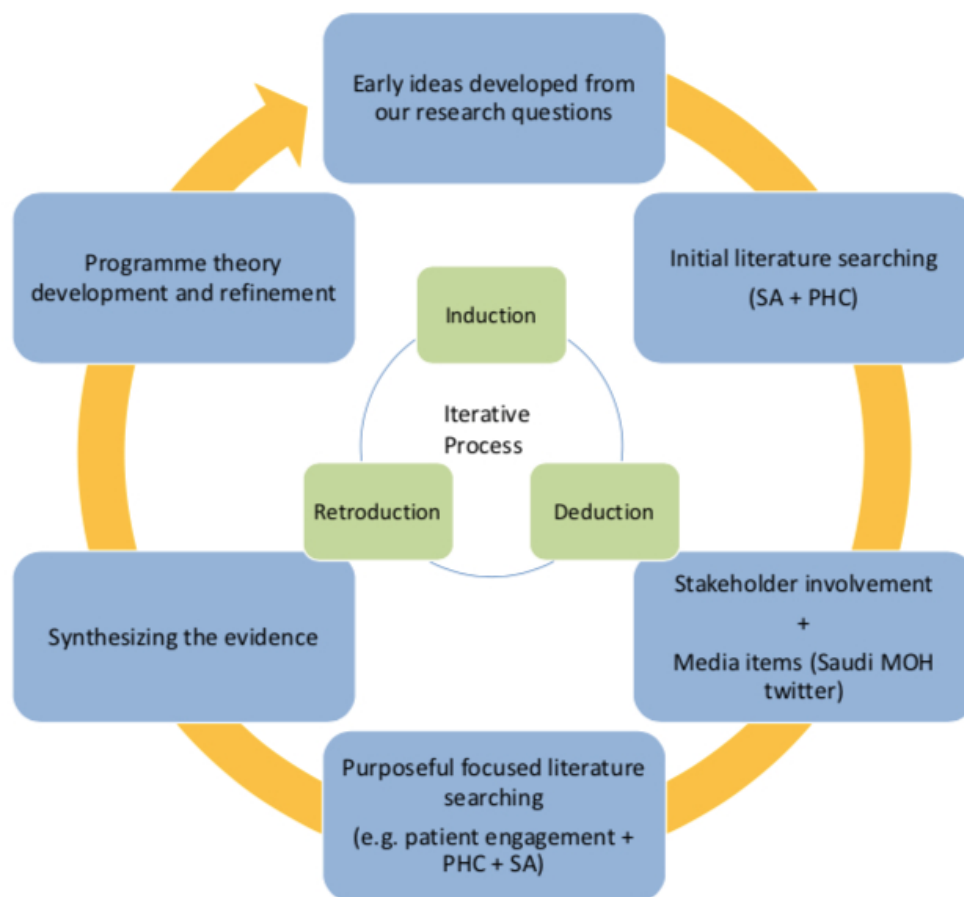 Early ideas developed from
our research questions
Initial literature searching
(SA + PHC)
Stakeholder involvement
+
Media items (Saudi MOH
twitter)
Purposeful focused literature
searching
(e.g. patient engagement +
PHC + SA)
Synthesizing the evidence
Programme theory
development and refinement
Induction
Iterative
Process
Deduction
Retroduction